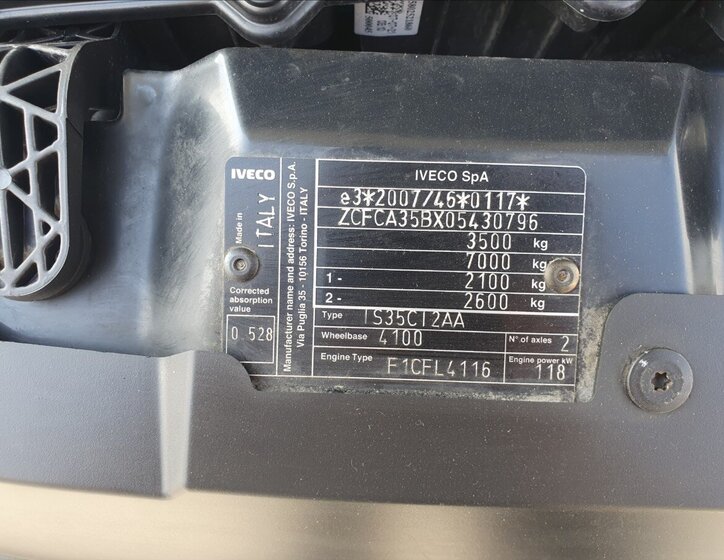 IVECO
Made in
ITALY
Corrected
absorption
value
0.528
Manufacturer name and address: IVECO S.p.A.
Via Puglia 35 - 10156 Torino - ITALY
IVECO SpA
e3*2007/46*0117*
ZCFCA35BX05430796
3500 kg
7000 kg
1- 2100 kg
2- 2600 kg
Type IS35CI2AA
Wheelbase 4100 N° of axles 2
Engine Type F1CFL4116 Engine power kW 118